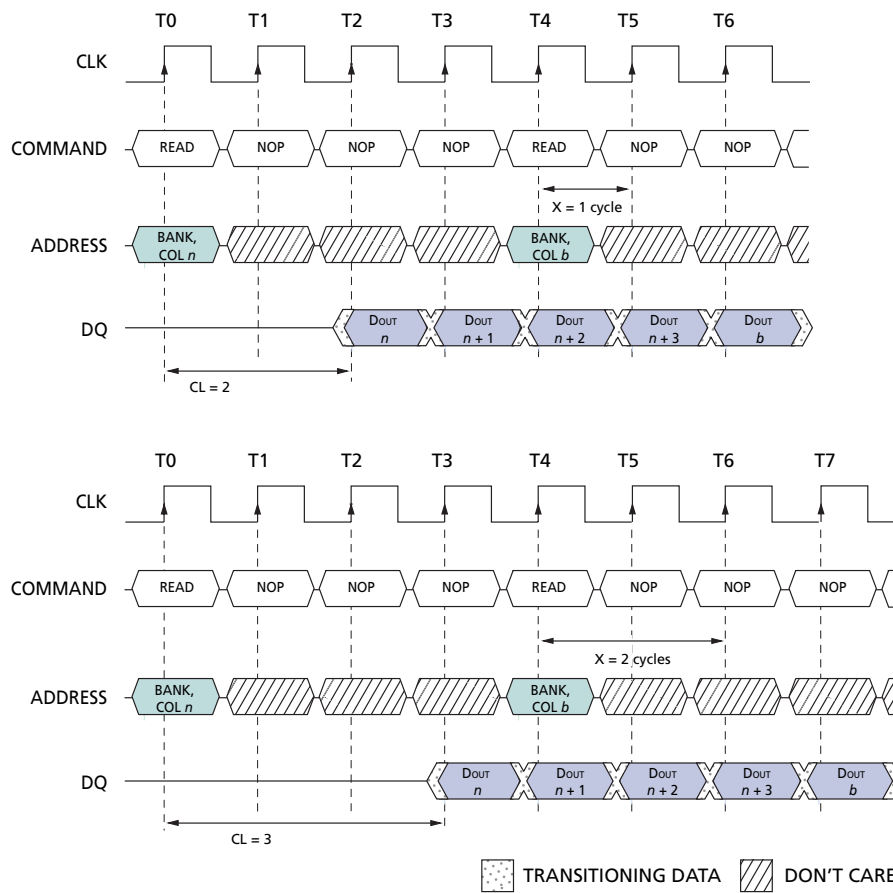 T0 T1 T2 T3 T4 T5 T6
CLK
COMMAND READ NOP NOP NOP READ NOP NOP
X = 1 cycle
ADDRESS BANK, COL n BANK, COL b
DQ DOUT n DOUT n + 1 DOUT n + 2 DOUT n + 3 DOUT b
CL = 2
T0 T1 T2 T3 T4 T5 T6 T7
CLK
COMMAND READ NOP NOP NOP READ NOP NOP NOP
X = 2 cycles
ADDRESS BANK, COL n BANK, COL b
DQ DOUT n DOUT n + 1 DOUT n + 2 DOUT n + 3 DOUT b
CL = 3
TRANSITIONING DATA DON'T CARE